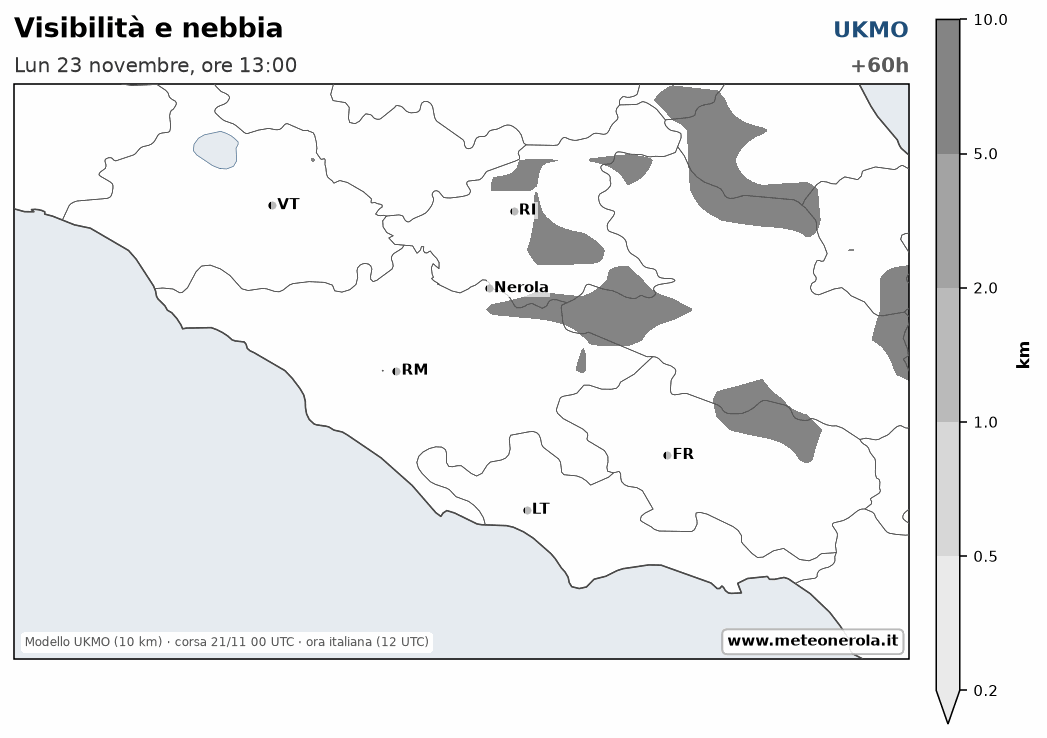 Visibilità e nebbia
UKMO
Lun 23 novembre, ore 13:00
+60h
10.0
5.0
2.0
1.0
0.5
0.2
km
VT
RI
Nerola
RM
FR
LT
Modello UKMO (10 km) · corsa 21/11 00 UTC · ora italiana (12 UTC)
www.meteonerola.it